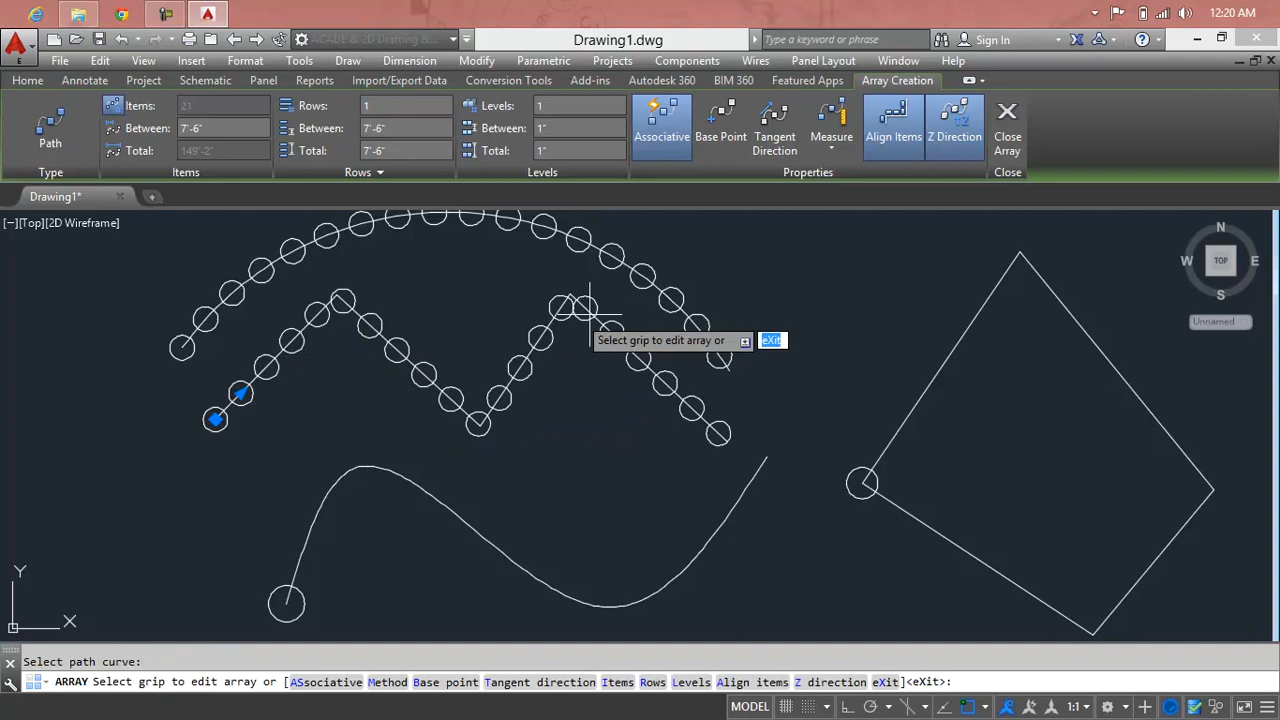 12:20 AM
ACADE & 2D Drafting &
Drawing1.dwg
Type a keyword or phrase
Sign In
File Edit View Insert Format Tools Draw Dimension Modify Parametric Projects Components Wires Panel Layout Window
Home Annotate Project Schematic Panel Reports Import/Export Data Conversion Tools Add-ins Autodesk 360 BIM 360 Featured Apps Array Creation
Path
Type
Items: 21
Between: 7'-6"
Total: 149'-2"
Items
Rows: 1
Between: 7'-6"
Total: 7'-6"
Rows
Levels: 1
Between: 1"
Total: 1"
Levels
Associative
Base Point
Tangent
Direction
Measure
Align Items
Z Direction
Properties
Close
Array
Close
Drawing1*
[−][Top][2D Wireframe]
N
W TOP E
S
Unnamed
Select grip to edit array or eXit
Y
X
Select path curve:
ARRAY Select grip to edit array or [ASsociative Method Base point Tangent direction Items Rows Levels Align items Z direction eXit]<eXit>:
MODEL 1:1